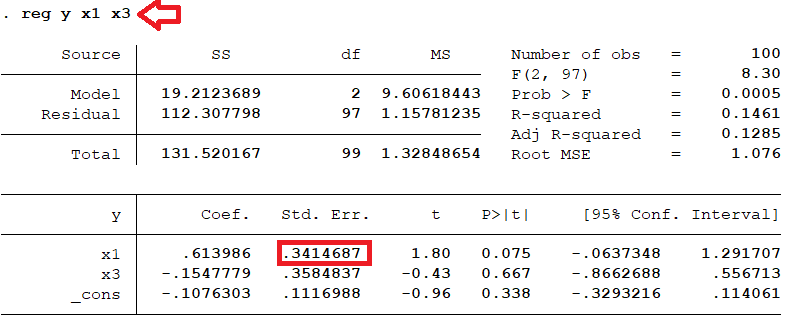 . reg y x1 x3
Source SS df MS Number of obs = 100
F(2, 97) = 8.30
Model 19.2123689 2 9.60618443 Prob > F = 0.0005
Residual 112.307798 97 1.15781235 R-squared = 0.1461
Adj R-squared = 0.1285
Total 131.520167 99 1.32848654 Root MSE = 1.076
y Coef. Std. Err. t P>|t| [95% Conf. Interval]
x1 .613986 .3414687 1.80 0.075 -.0637348 1.291707
x3 -.1547779 .3584837 -0.43 0.667 -.8662688 .556713
_cons -.1076303 .1116988 -0.96 0.338 -.3293216 .114061